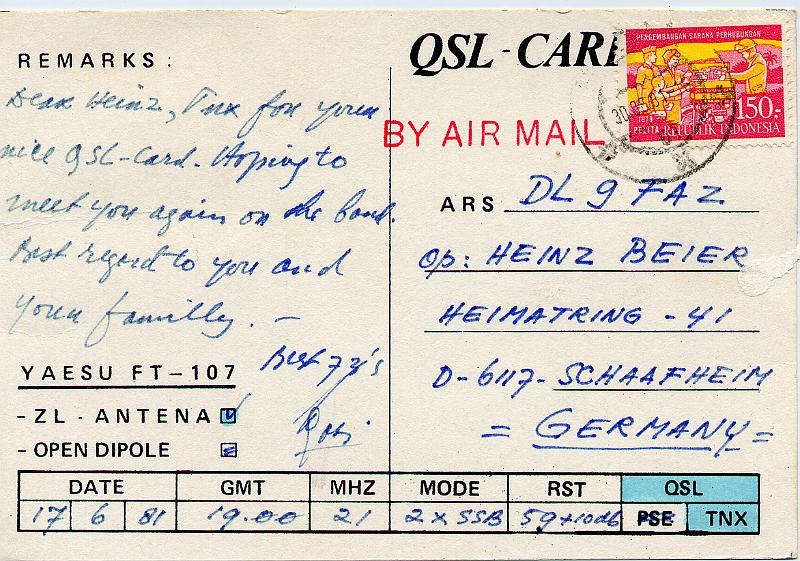 REMARKS :
Dear Heinz, Tnx for your
nice QSL-Card. Hoping to
meet you again on the band.
Best regard to you and
your familly. -
Best 73's
YAESU FT-107
- ZL - ANTENA
- OPEN DIPOLE
QSL - CARD
PENGEMBANGAN SARANA PERHUBUNGAN
1979
150,-
PELITA REPUBLIK INDONESIA
BY AIR MAIL
ARS DL 9 FAZ
Op: HEINZ BEIER
HEIMATRING - 41
D-6117- SCHAAFHEIM
= GERMANY =
DATE GMT MHZ MODE RST QSL
17 6 81 19.00 21 2 x SSB 59+10db PSE TNX